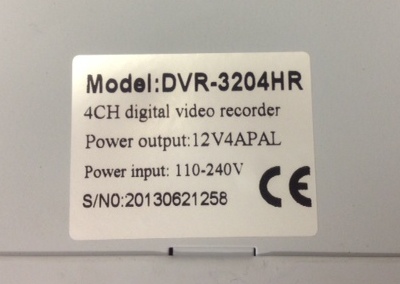 Model:DVR-3204HR
4CH digital video recorder
Power output:12V4APAL
Power input: 110-240V
S/N0:20130621258
CE